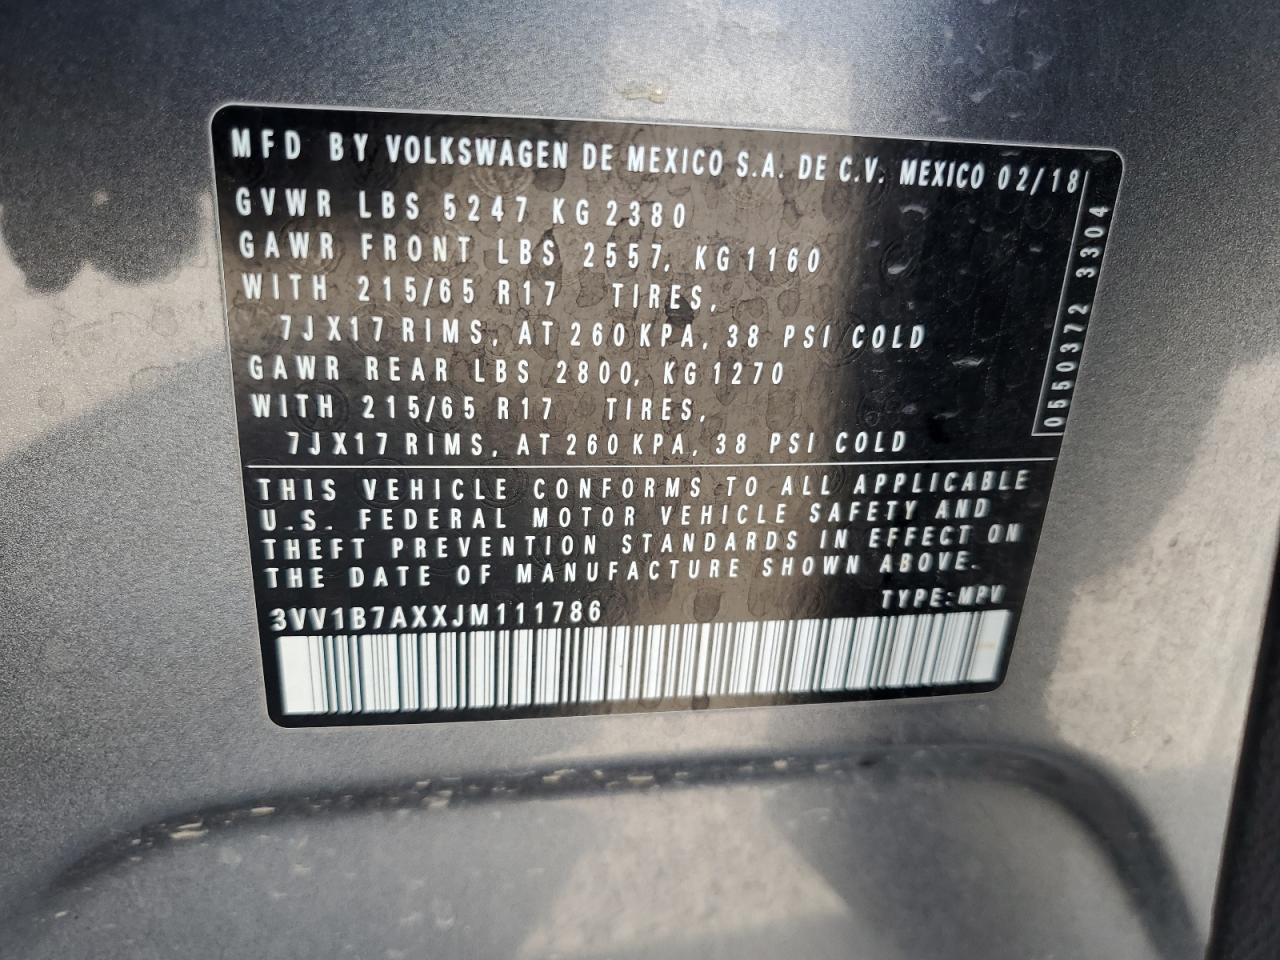 MFD BY VOLKSWAGEN DE MEXICO S.A. DE C.V. MEXICO 02/18
GVWR LBS 5247 KG 2380
GAWR FRONT LBS 2557, KG 1160
WITH 215/65 R17 TIRES,
7JX17 RIMS, AT 260 KPA, 38 PSI COLD
GAWR REAR LBS 2800, KG 1270
WITH 215/65 R17 TIRES,
7JX17 RIMS, AT 260 KPA, 38 PSI COLD
0550372 3304
THIS VEHICLE CONFORMS TO ALL APPLICABLE
U.S. FEDERAL MOTOR VEHICLE SAFETY AND
THEFT PREVENTION STANDARDS IN EFFECT ON
THE DATE OF MANUFACTURE SHOWN ABOVE.
3VV1B7AXXJM111786 TYPE: MPV